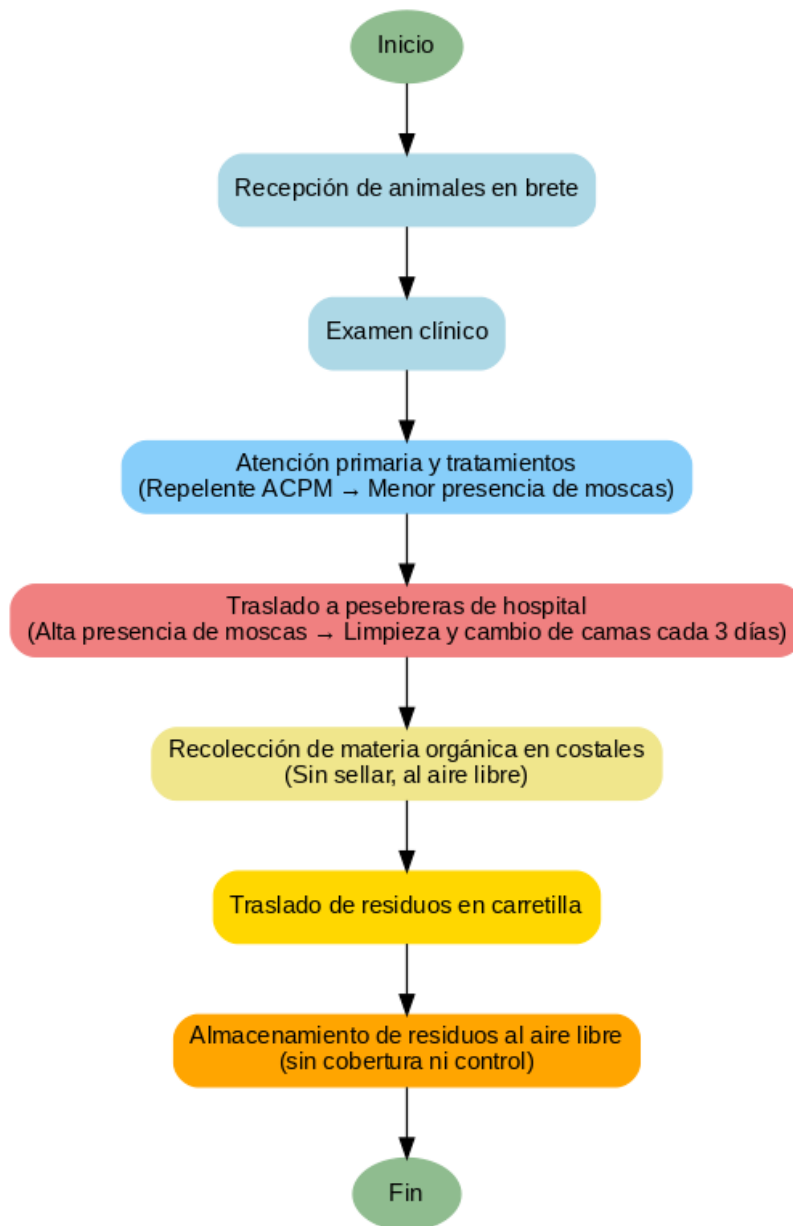 Inicio
Recepción de animales en brete
Examen clínico
Atención primaria y tratamientos
(Repelente ACPM → Menor presencia de moscas)
Traslado a pesebreras de hospital
(Alta presencia de moscas → Limpieza y cambio de camas cada 3 días)
Recolección de materia orgánica en costales
(Sin sellar, al aire libre)
Traslado de residuos en carretilla
Almacenamiento de residuos al aire libre
(sin cobertura ni control)
Fin